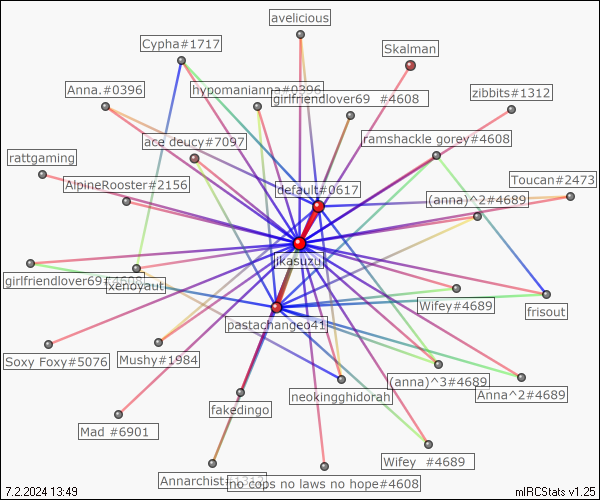 avelicious
Cypha#1717
Skalman
Anna.#0396
hypomanianna#0396
zibbits#1312
girlfriendlover69 #4608
ace deucy#7097
ramshackle gorey#4608
rattgaming
AlpineRooster#2156
default#0617
Toucan#2473
(anna)^2#4689
jkasuzu
girlfriendlover69#4608
xenoyaut
Wifey#4689
frisout
pastachangeo41
Soxy Foxy#5076
Mushy#1984
(anna)^3#4689
Anna^2#4689
neokingghidorah
fakedingo
Mad #6901
Wifey #4689
Annarchist#1312
no cops no laws no hope#4608
7.2.2024 13:49
mIRCStats v1.25